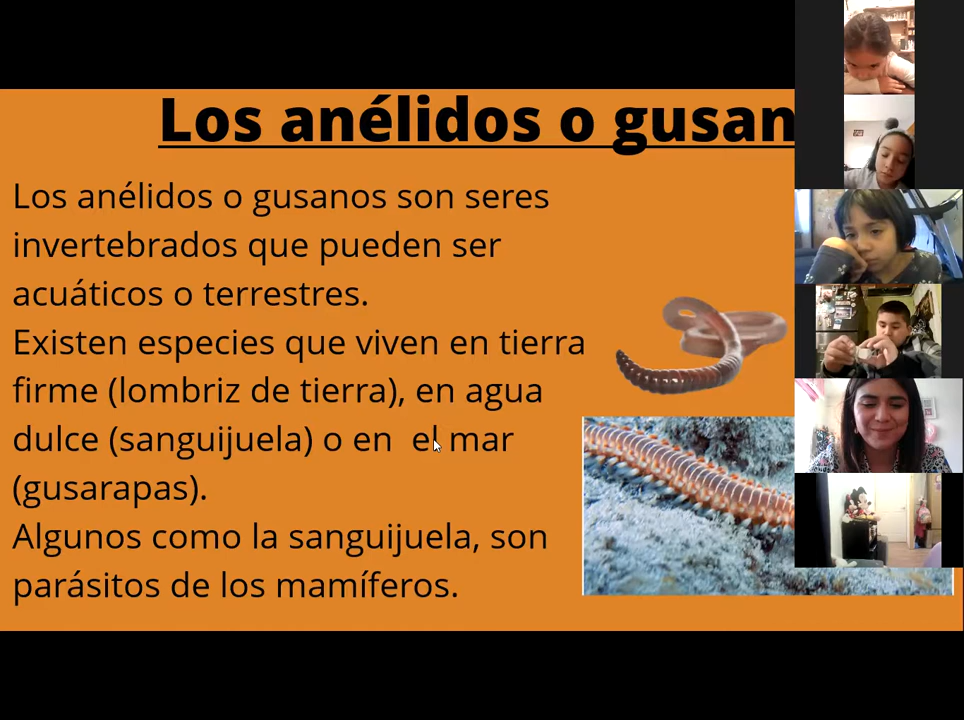 Los anélidos o gusan
Los anélidos o gusanos son seres
invertebrados que pueden ser
acuáticos o terrestres.
Existen especies que viven en tierra
firme (lombriz de tierra), en agua
dulce (sanguijuela) o en  el mar
(gusarapas).
Algunos como la sanguijuela, son
parásitos de los mamíferos.